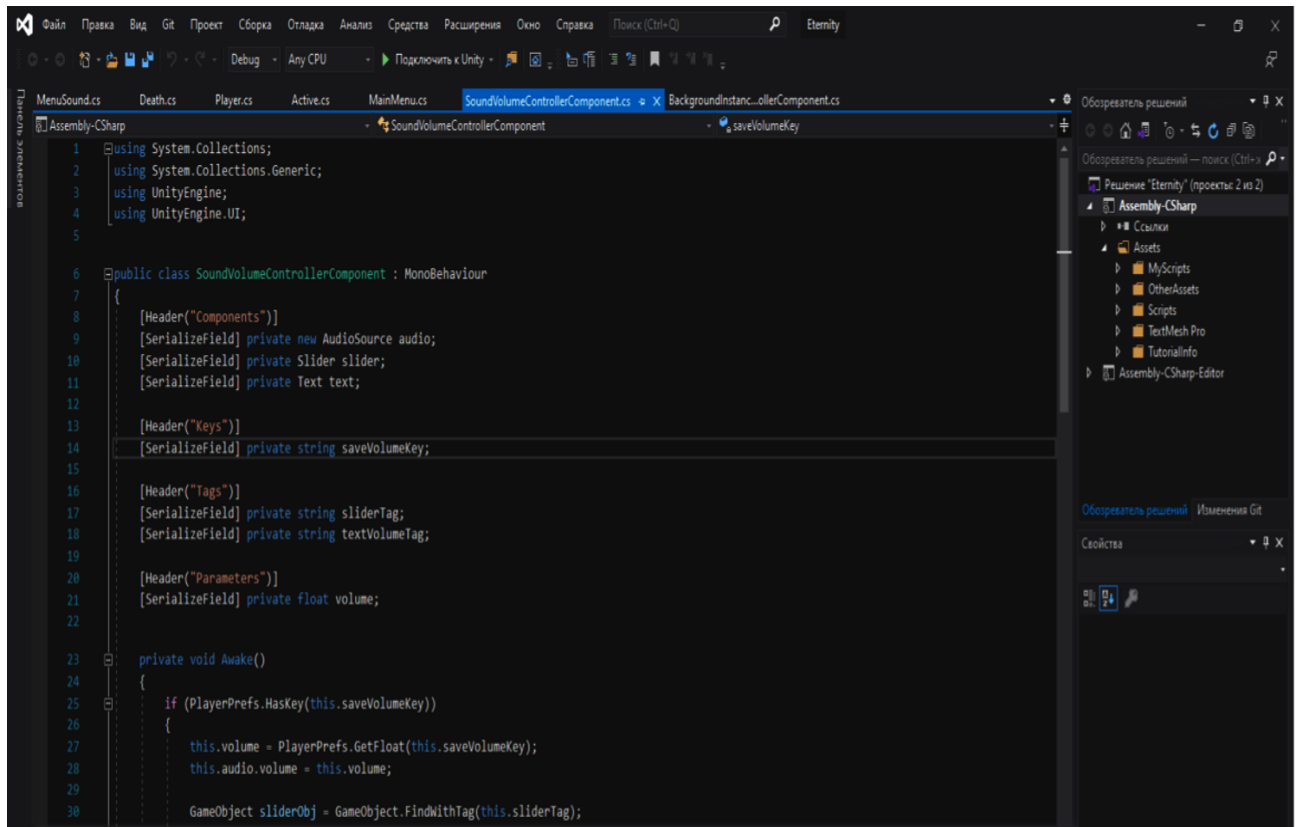 Файл Правка Вид Git Проект Сборка Отладка Анализ Средства Расширения Окно Справка Поиск (Ctrl+Q) Eternity
Debug Any CPU Подключить к Unity
Панель элементов
MenuSound.cs Death.cs Player.cs Active.cs MainMenu.cs SoundVolumeControllerComponent.cs BackgroundInstanc...ollerComponent.cs
Assembly-CSharp SoundVolumeControllerComponent saveVolumeKey
1 using System.Collections;
2 using System.Collections.Generic;
3 using UnityEngine;
4 using UnityEngine.UI;
5
6 public class SoundVolumeControllerComponent : MonoBehaviour
7 {
8 [Header("Components")]
9 [SerializeField] private new AudioSource audio;
10 [SerializeField] private Slider slider;
11 [SerializeField] private Text text;
12
13 [Header("Keys")]
14 [SerializeField] private string saveVolumeKey;
15
16 [Header("Tags")]
17 [SerializeField] private string sliderTag;
18 [SerializeField] private string textVolumeTag;
19
20 [Header("Parameters")]
21 [SerializeField] private float volume;
22
23 private void Awake()
24 {
25 if (PlayerPrefs.HasKey(this.saveVolumeKey))
26 {
27 this.volume = PlayerPrefs.GetFloat(this.saveVolumeKey);
28 this.audio.volume = this.volume;
29
30 GameObject sliderObj = GameObject.FindWithTag(this.sliderTag);
Обозреватель решений
Обозреватель решений — поиск (Ctrl+ж
Решение "Eternity" (проекты: 2 из 2)
Assembly-CSharp
Ссылки
Assets
MyScripts
OtherAssets
Scripts
TextMesh Pro
TutorialInfo
Assembly-CSharp-Editor
Обозреватель решений Изменения Git
Свойства